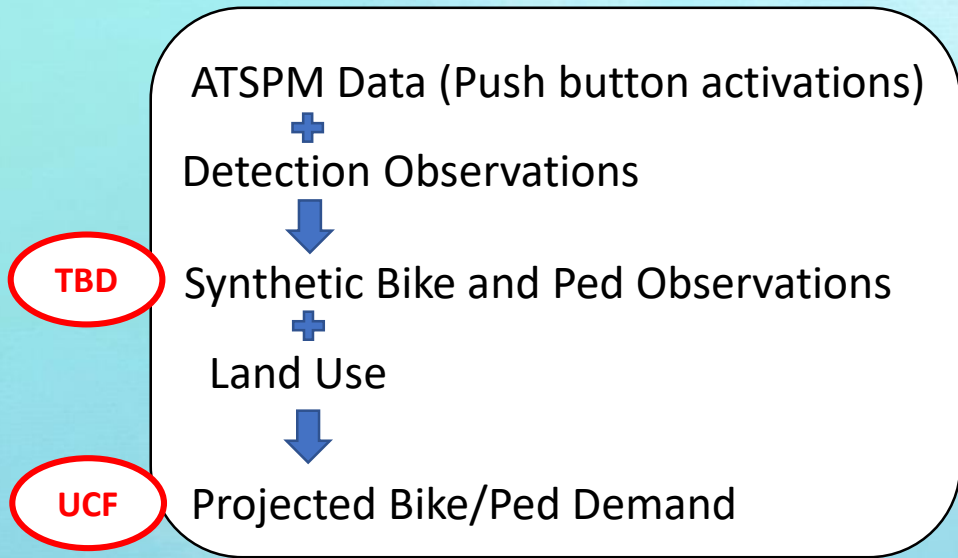 ATSPM Data (Push button activations)
Detection Observations
TBD Synthetic Bike and Ped Observations
Land Use
UCF Projected Bike/Ped Demand